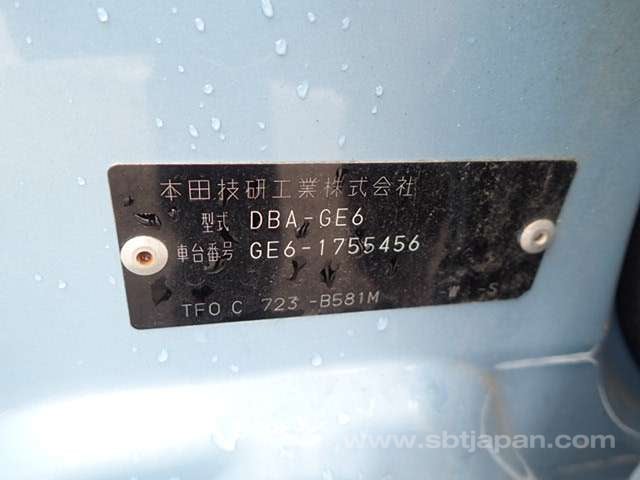 本田技研工業株式会社
型式 DBA-GE6
車台番号 GE6-1755456
TF0 C 723 -B581M -W -S
www.sbtjapan.com